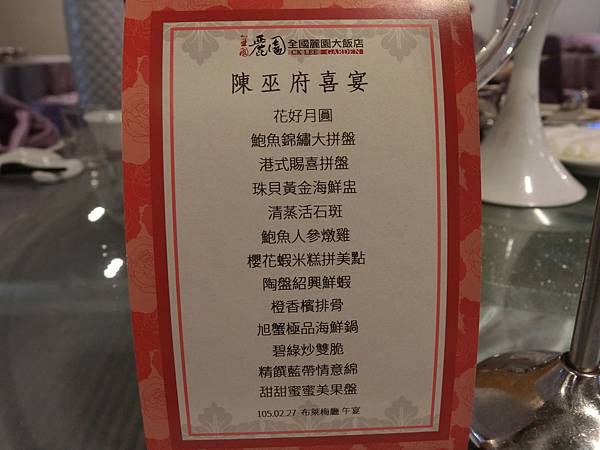 全國麗園 全國麗園大飯店
GARDEN
陳巫府喜宴
花好月圓
鮑魚錦繡大拼盤
港式賜喜拼盤
珠貝黃金海鮮盅
清蒸活石斑
鮑魚人參燉雞
櫻花蝦米糕拼美點
陶盤紹興鮮蝦
橙香檳排骨
旭蟹極品海鮮鍋
碧綠炒雙脆
精饌藍帶情意綿
甜甜蜜蜜美果盤
105.02.27 布萊梅廳 午宴